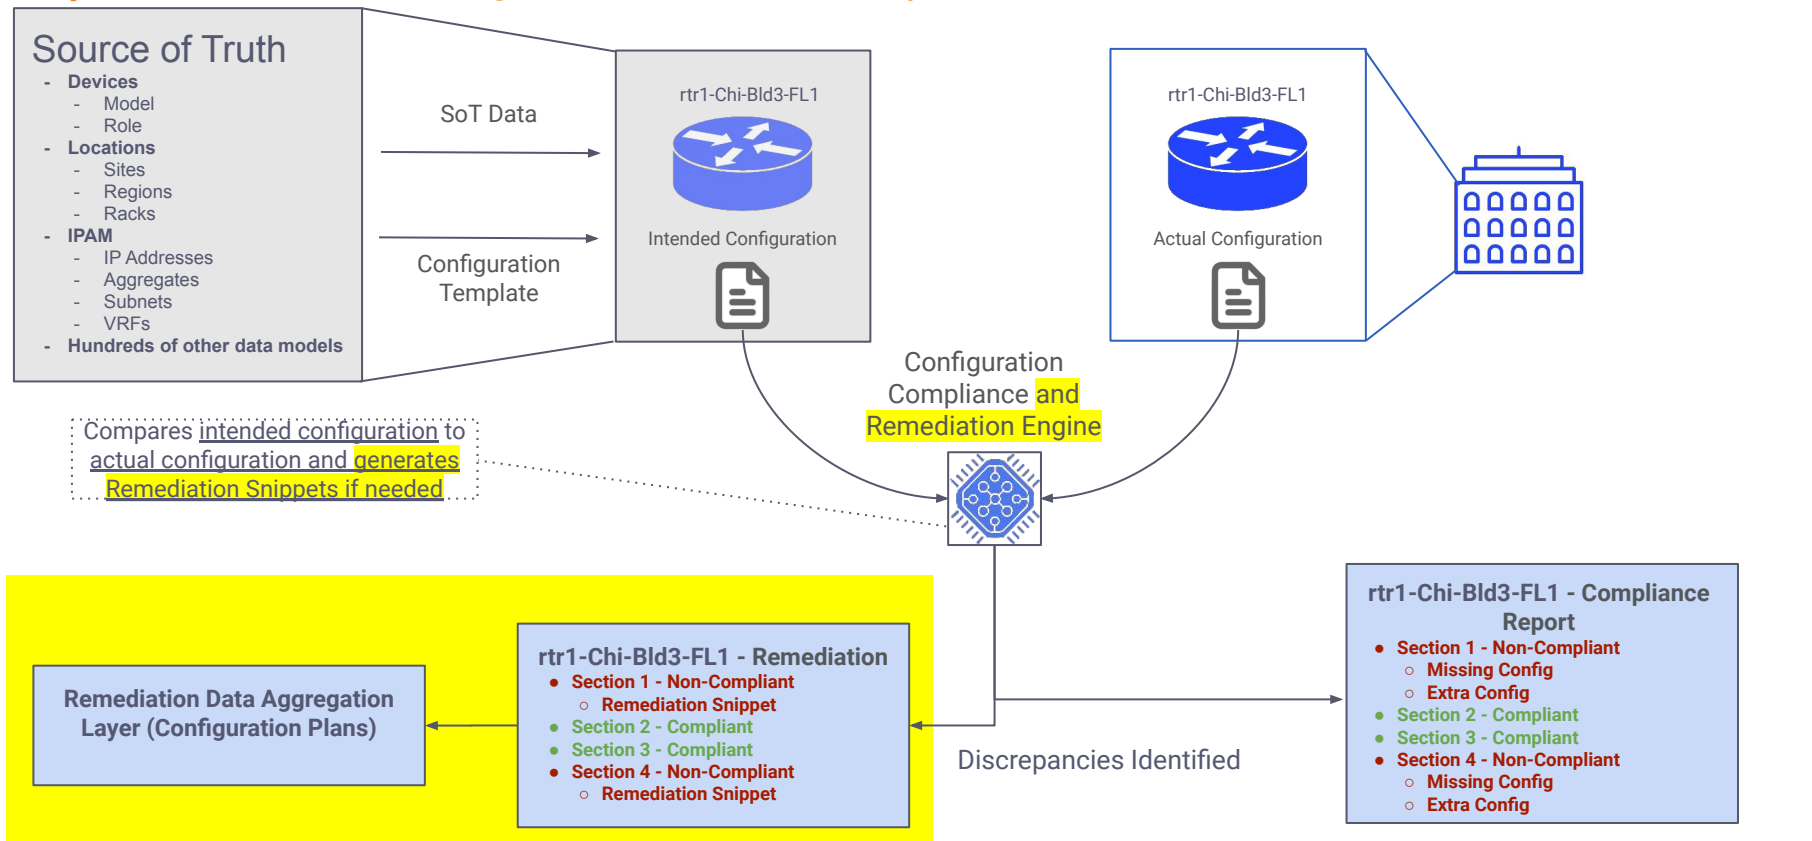 Source of Truth
- Devices
- Model
- Role
- Locations
- Sites
- Regions
- Racks
- IPAM
- IP Addresses
- Aggregates
- Subnets
- VRFs
- Hundreds of other data models
SoT Data
Configuration
Template
rtr1-Chi-Bld3-FL1
Intended Configuration
rtr1-Chi-Bld3-FL1
Actual Configuration
Configuration
Compliance and
Remediation Engine
Compares intended configuration to
actual configuration and generates
Remediation Snippets if needed
Remediation Data Aggregation
Layer (Configuration Plans)
rtr1-Chi-Bld3-FL1 - Remediation
● Section 1 - Non-Compliant
○ Remediation Snippet
● Section 2 - Compliant
● Section 3 - Compliant
● Section 4 - Non-Compliant
○ Remediation Snippet
Discrepancies Identified
rtr1-Chi-Bld3-FL1 - Compliance
Report
● Section 1 - Non-Compliant
○ Missing Config
○ Extra Config
● Section 2 - Compliant
● Section 3 - Compliant
● Section 4 - Non-Compliant
○ Missing Config
○ Extra Config